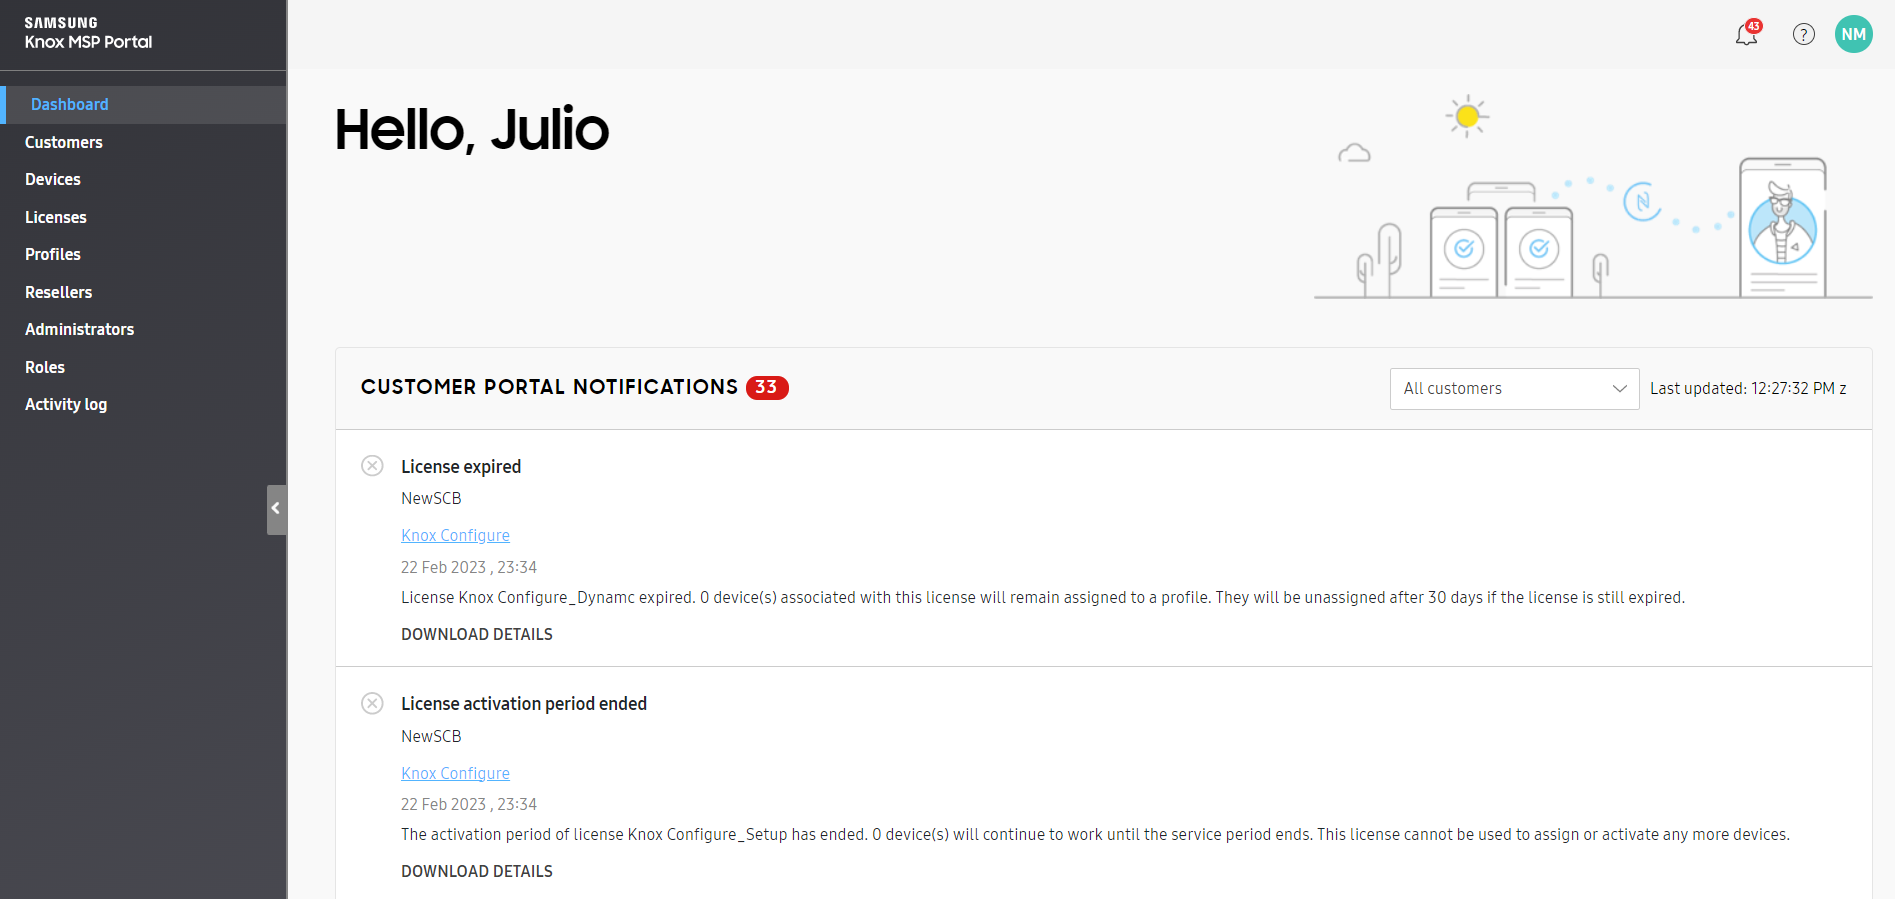 SAMSUNG
Knox MSP Portal
43
?
NM
Dashboard
Customers
Devices
Licenses
Profiles
Resellers
Administrators
Roles
Activity log
Hello, Julio
N
CUSTOMER PORTAL NOTIFICATIONS 33
All customers
Last updated: 12:27:32 PM z
License expired
NewSCB
Knox Configure
22 Feb 2023 , 23:34
License Knox Configure_Dynamc expired. 0 device(s) associated with this license will remain assigned to a profile. They will be unassigned after 30 days if the license is still expired.
DOWNLOAD DETAILS
License activation period ended
NewSCB
Knox Configure
22 Feb 2023 , 23:34
The activation period of license Knox Configure_Setup has ended. 0 device(s) will continue to work until the service period ends. This license cannot be used to assign or activate any more devices.
DOWNLOAD DETAILS